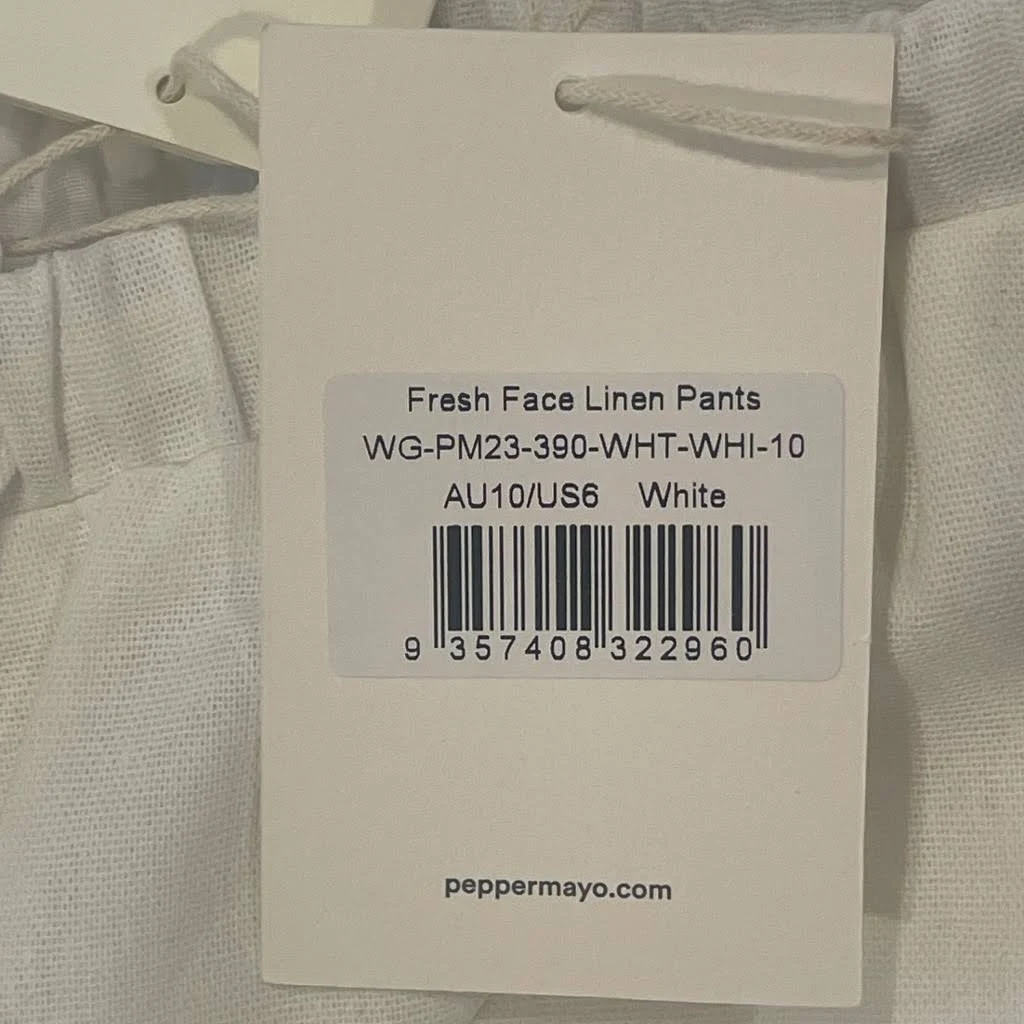 Fresh Face Linen Pants
WG-PM23-390-WHT-WHI-10
AU10/US6 White
9 357408 322960
peppermayo.com